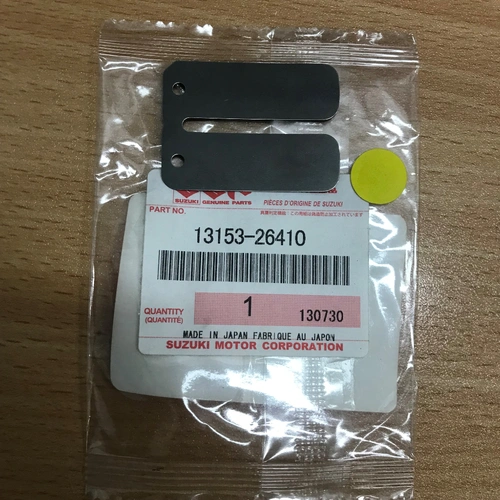 SUZUKI GENUINE PARTS
PIÈCES D'ORIGINE DE SUZUKI
PART NO.
13153-26410
QUANTITY
(QUANTITÉ)
1
130730
MADE IN JAPAN FABRIQUE AU JAPON
SUZUKI MOTOR CORPORATION